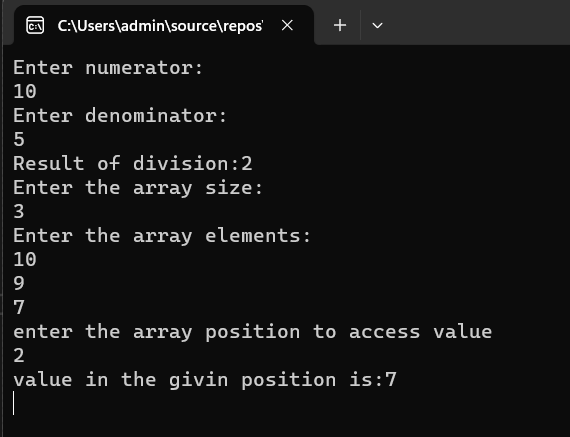 C:\Users\admin\source\repos\
Enter numerator:
10
Enter denominator:
5
Result of division:2
Enter the array size:
3
Enter the array elements:
10
9
7
enter the array position to access value
2
value in the givin position is:7